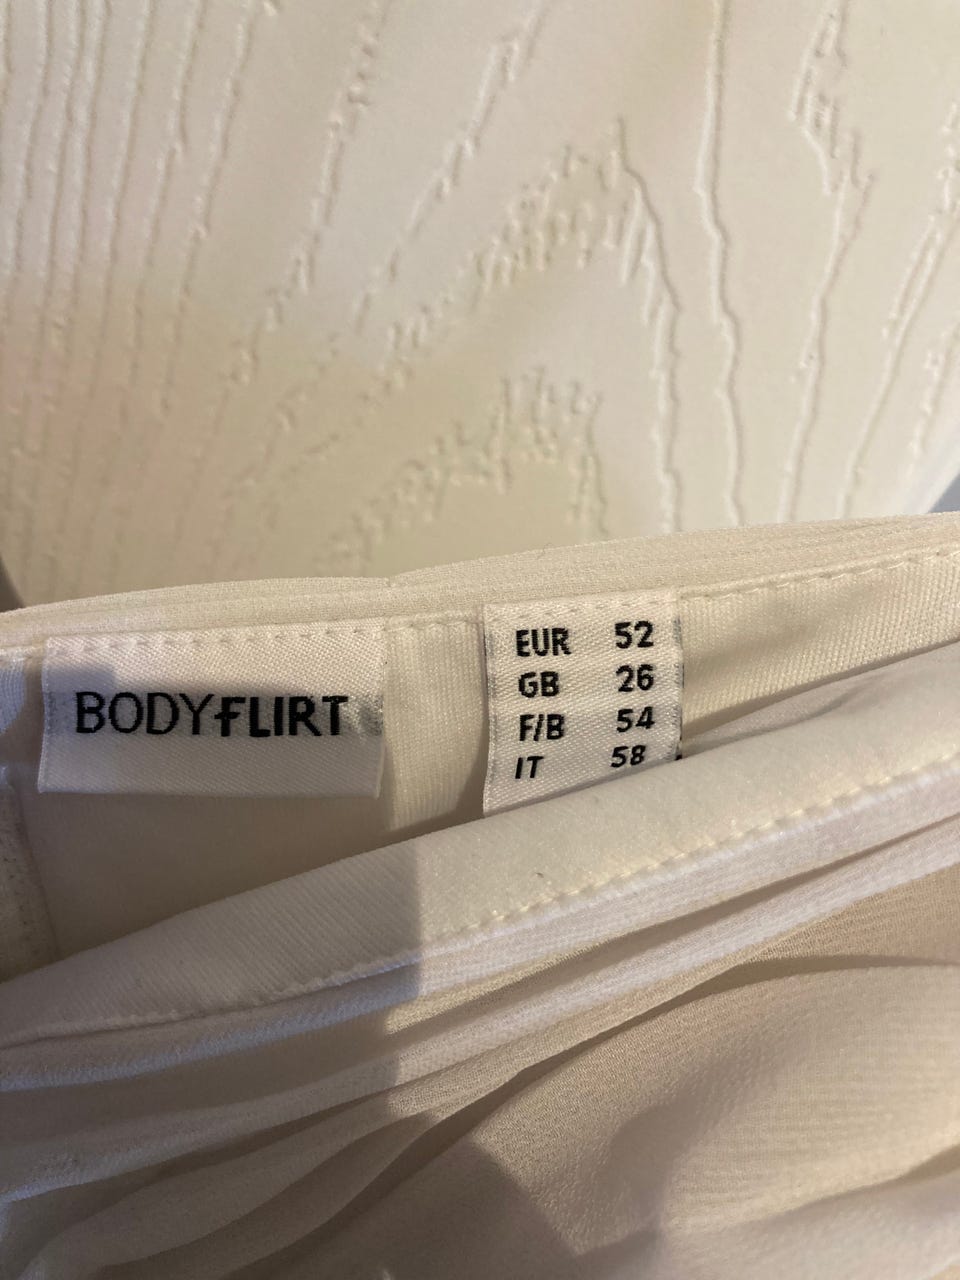 BODYFLIRT
EUR 52
GB 26
F/B 54
IT 58